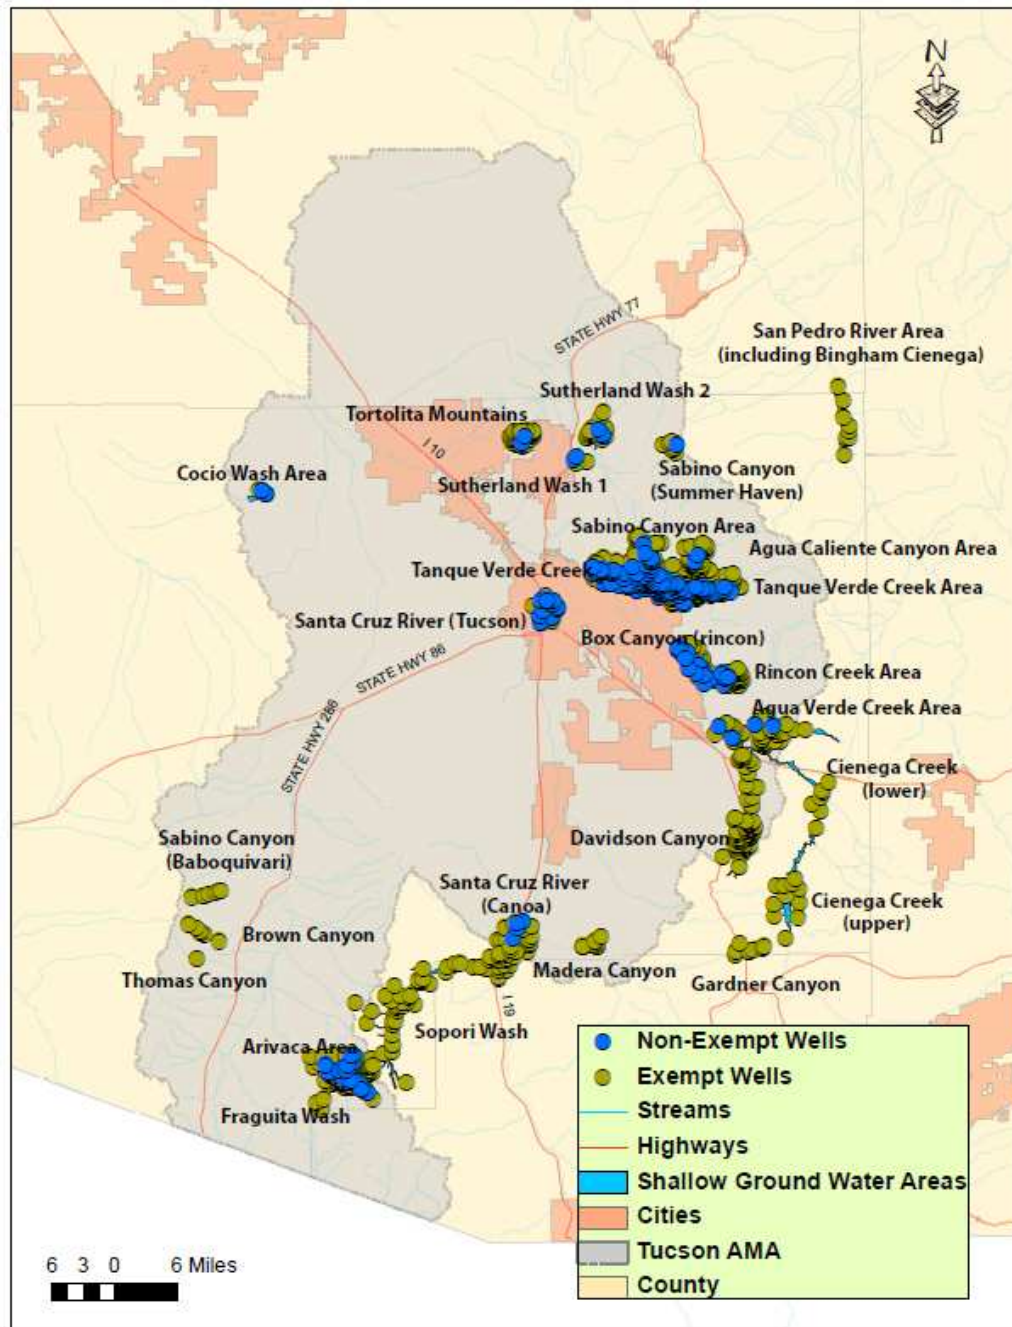 N
STATE HWY 77
San Pedro River Area
(including Bingham Cienega)
Sutherland Wash 2
Tortolita Mountains
I 10
Cocio Wash Area
Sutherland Wash 1
Sabino Canyon
(Summer Haven)
Sabino Canyon Area
Agua Caliente Canyon Area
Tanque Verde Creek
Tanque Verde Creek Area
Santa Cruz River (Tucson)
Box Canyon (rincon)
STATE HWY 86
Rincon Creek Area
STATE HWY 286
Agua Verde Creek Area
Cienega Creek
(lower)
Sabino Canyon
(Baboquivari)
Davidson Canyon
Santa Cruz River
(Canoa)
Cienega Creek
(upper)
Brown Canyon
Thomas Canyon
Madera Canyon
Gardner Canyon
I 19
Sopori Wash
Arivaca Area
Fraguita Wash
Non-Exempt Wells
Exempt Wells
Streams
Highways
Shallow Ground Water Areas
Cities
Tucson AMA
County
6 3 0 6 Miles